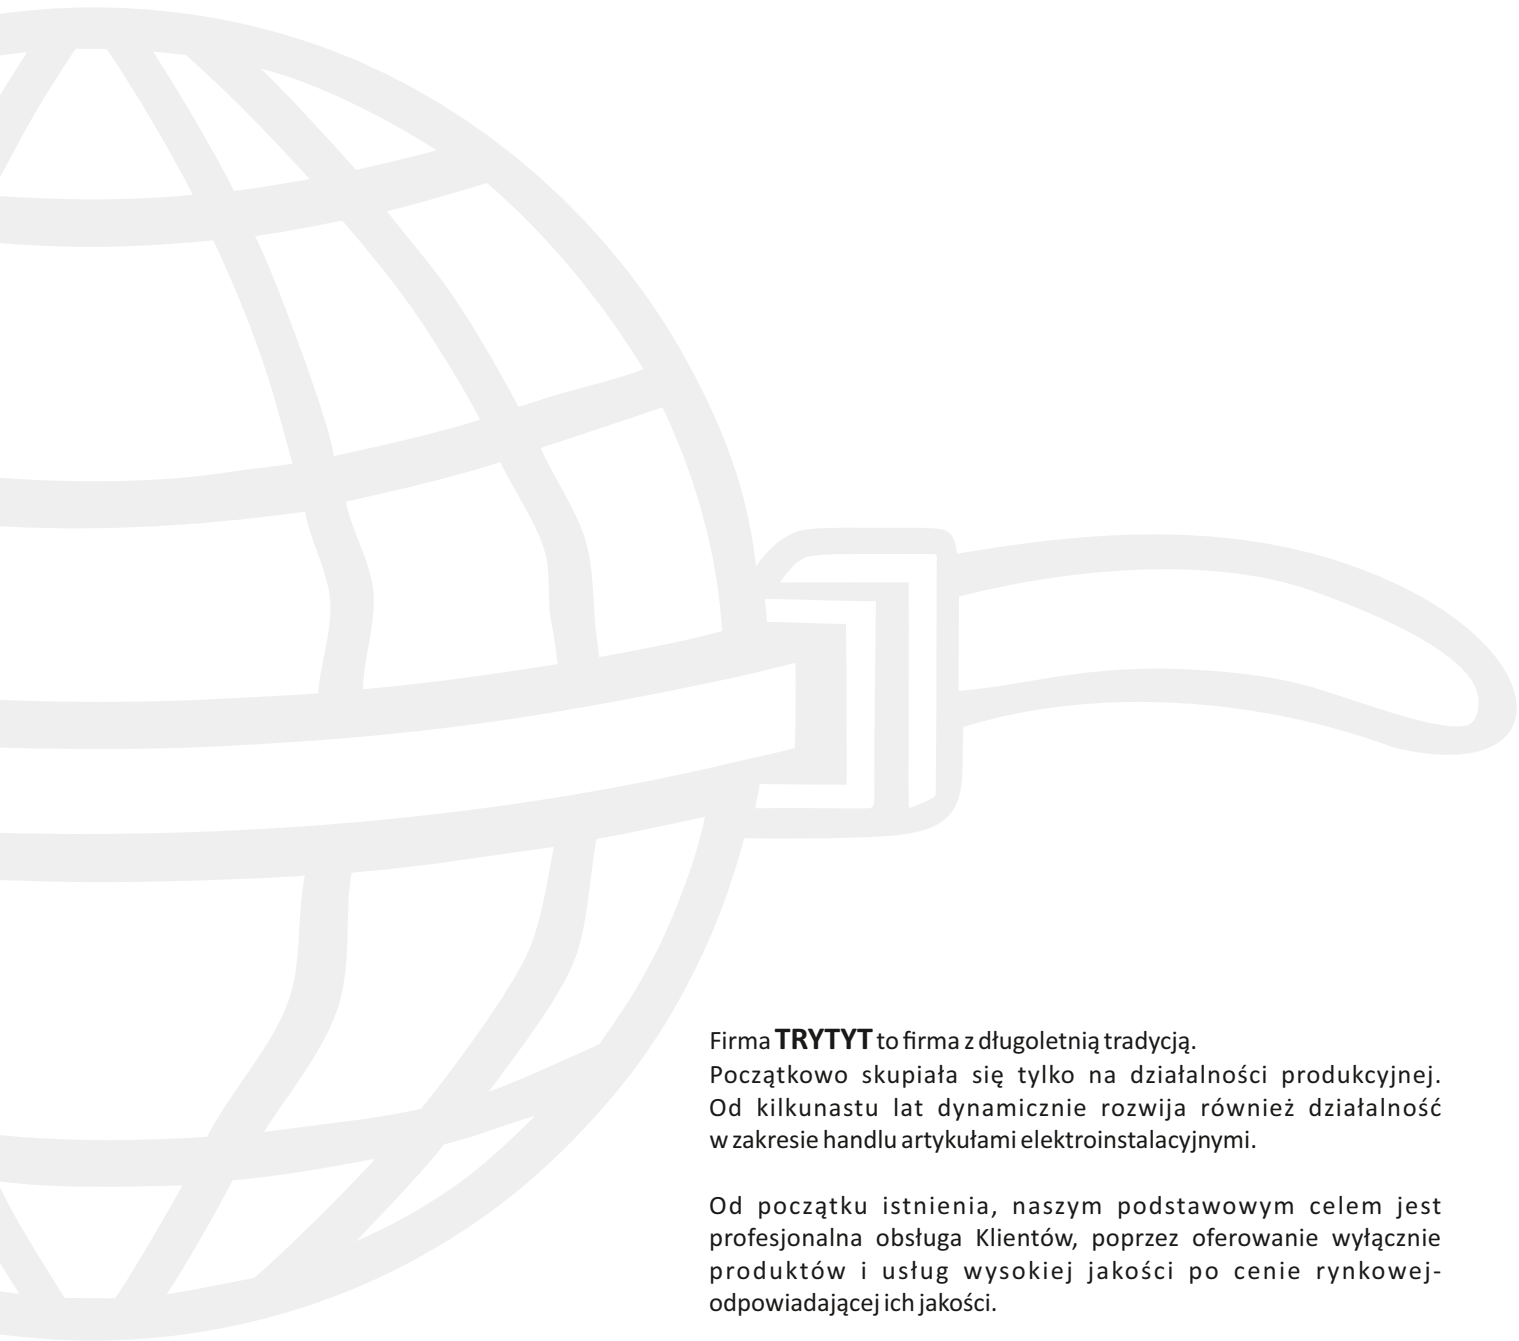 Firma TRYTYT to firma z długoletnią tradycją.
Początkowo skupiała się tylko na działalności produkcyjnej.
Od kilkunastu lat dynamicznie rozwija również działalność
w zakresie handlu artykułami elektroinstalacyjnymi.
Od początku istnienia, naszym podstawowym celem jest
profesjonalna obsługa Klientów, poprzez oferowanie wyłącznie
produktów i usług wysokiej jakości po cenie rynkowej-
odpowiadającej ich jakości.